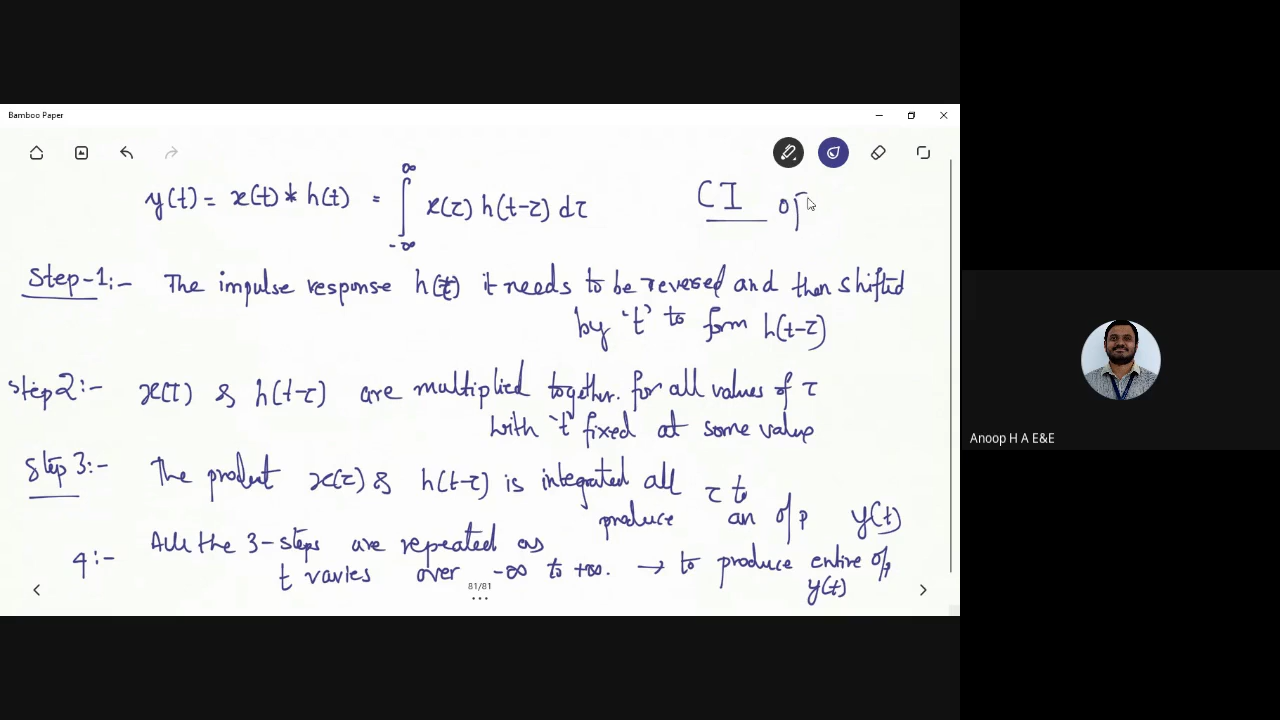 Bamboo Paper
y(t) = x(t) * h(t) = ∫_{-∞}^{∞} x(τ) h(t-τ) dτ
CI of
Step-1:- The impulse response h(t) it needs to be reversed and then shifted
by 't' to form h(t-τ)
Step 2:- x(τ) & h(t-τ) are multiplied together. for all values of τ
with 't' fixed at some value
Step 3:- The product x(τ) & h(t-τ) is integrated all τ to
produce an o/p y(t)
4:- All the 3-steps are repeated as
t varies over -∞ to +∞. → to produce entire o/p
y(t)
81/81
Anoop H A E&E